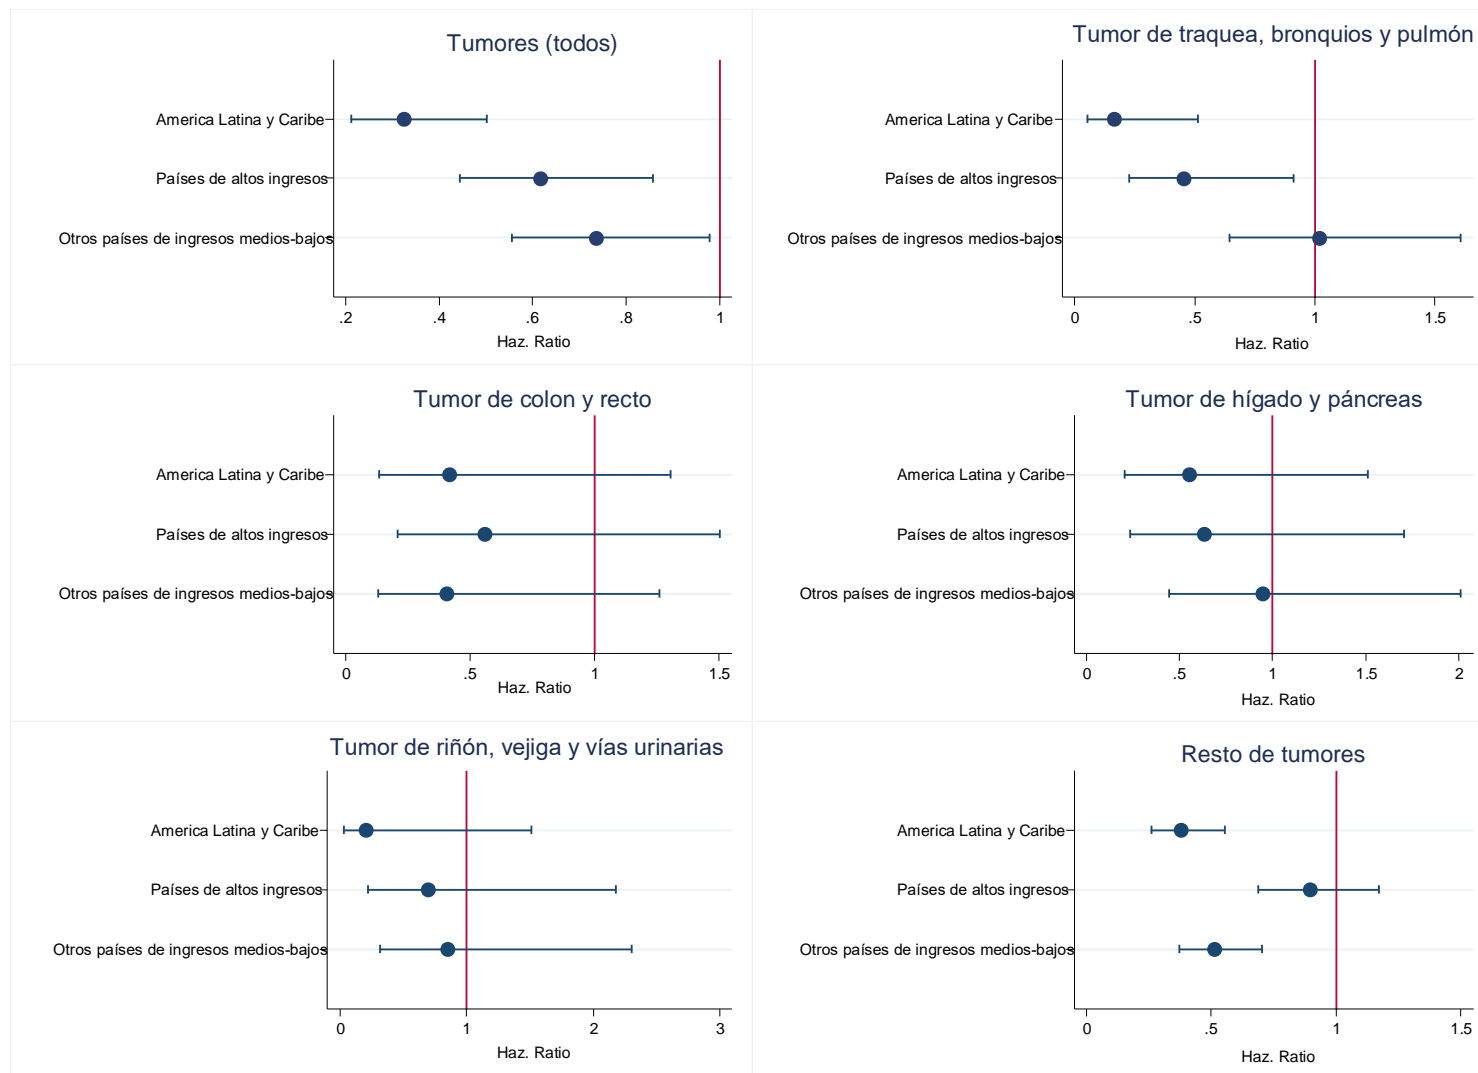 Tumores (todos)
America Latina y Caribe
Países de altos ingresos
Otros países de ingresos medios-bajos
.2 .4 .6 .8 1
Haz. Ratio
Tumor de traquea, bronquios y pulmón
America Latina y Caribe
Países de altos ingresos
Otros países de ingresos medios-bajos
0 .5 1 1.5
Haz. Ratio
Tumor de colon y recto
America Latina y Caribe
Países de altos ingresos
Otros países de ingresos medios-bajos
0 .5 1 1.5
Haz. Ratio
Tumor de hígado y páncreas
America Latina y Caribe
Países de altos ingresos
Otros países de ingresos medios-bajos
0 .5 1 1.5 2
Haz. Ratio
Tumor de riñón, vejiga y vías urinarias
America Latina y Caribe
Países de altos ingresos
Otros países de ingresos medios-bajos
0 1 2 3
Haz. Ratio
Resto de tumores
America Latina y Caribe
Países de altos ingresos
Otros países de ingresos medios-bajos
0 .5 1 1.5
Haz. Ratio